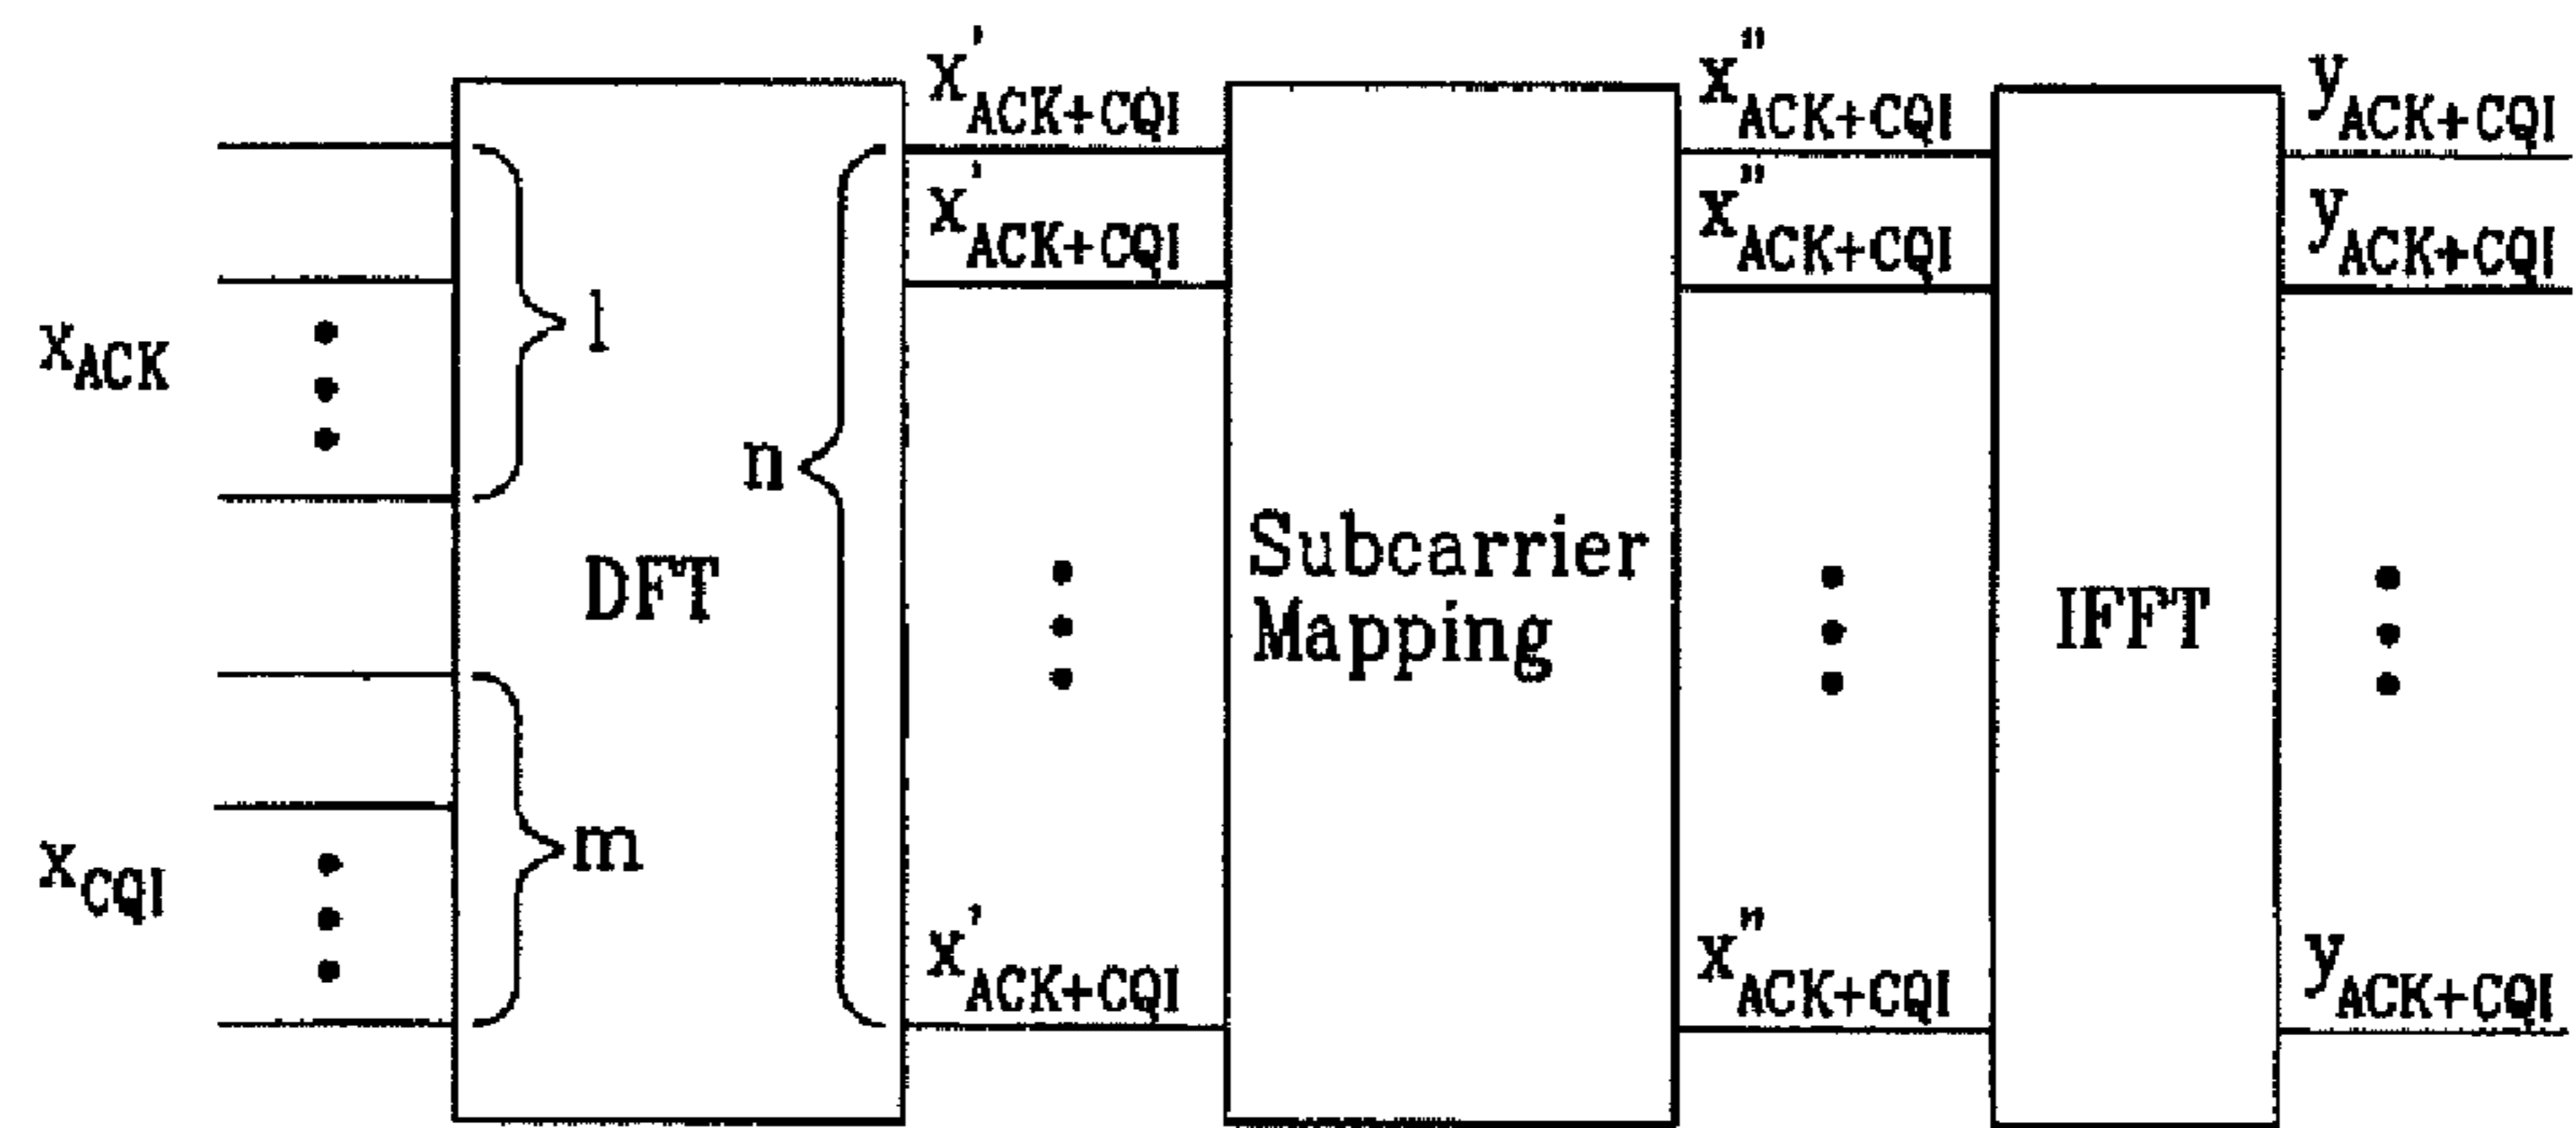 x'ACK+CQI x"ACK+CQI yACK+CQI
x'ACK+CQI x"ACK+CQI yACK+CQI
xACK l
n
DFT Subcarrier Mapping IFFT
xCQI m
x'ACK+CQI x"ACK+CQI yACK+CQI